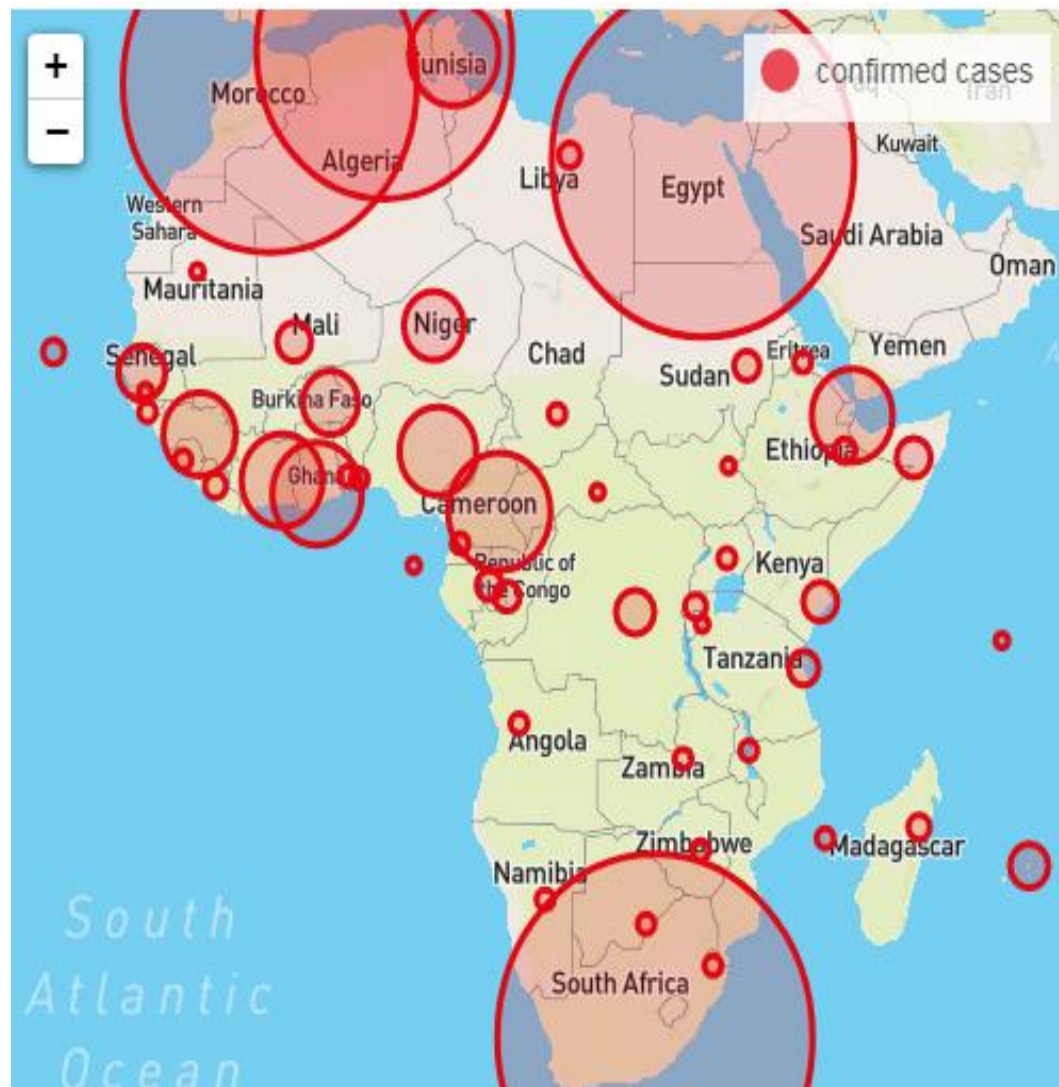 +
−
confirmed cases
Tunisia
Morocco
Algeria
Libya
Egypt
Iraq
Iran
Kuwait
Western
Sahara
Saudi Arabia
Oman
Mauritania
Mali
Niger
Chad
Sudan
Eritrea
Yemen
Senegal
Burkina Faso
Ethiopia
Ghana
Cameroon
Republic of
the Congo
Kenya
Tanzania
Angola
Zambia
Zimbabwe
Madagascar
Namibia
South Africa
South
Atlantic
Ocean